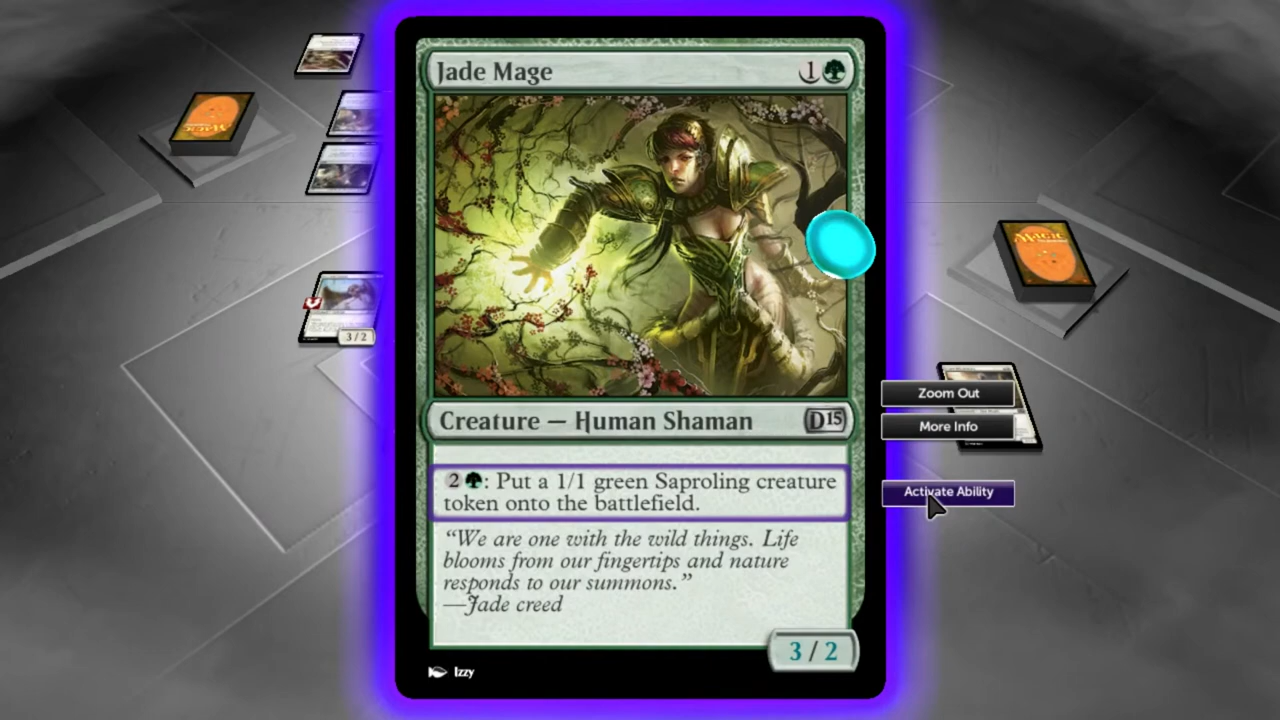 Jade Mage 1
MAGIC
Creature — Human Shaman D15
2 : Put a 1/1 green Saproling creature
token onto the battlefield.
“We are one with the wild things. Life
blooms from our fingertips and nature
responds to our summons.”
—Jade creed
3 / 2
Izzy
3/2
Zoom Out
More Info
Activate Ability